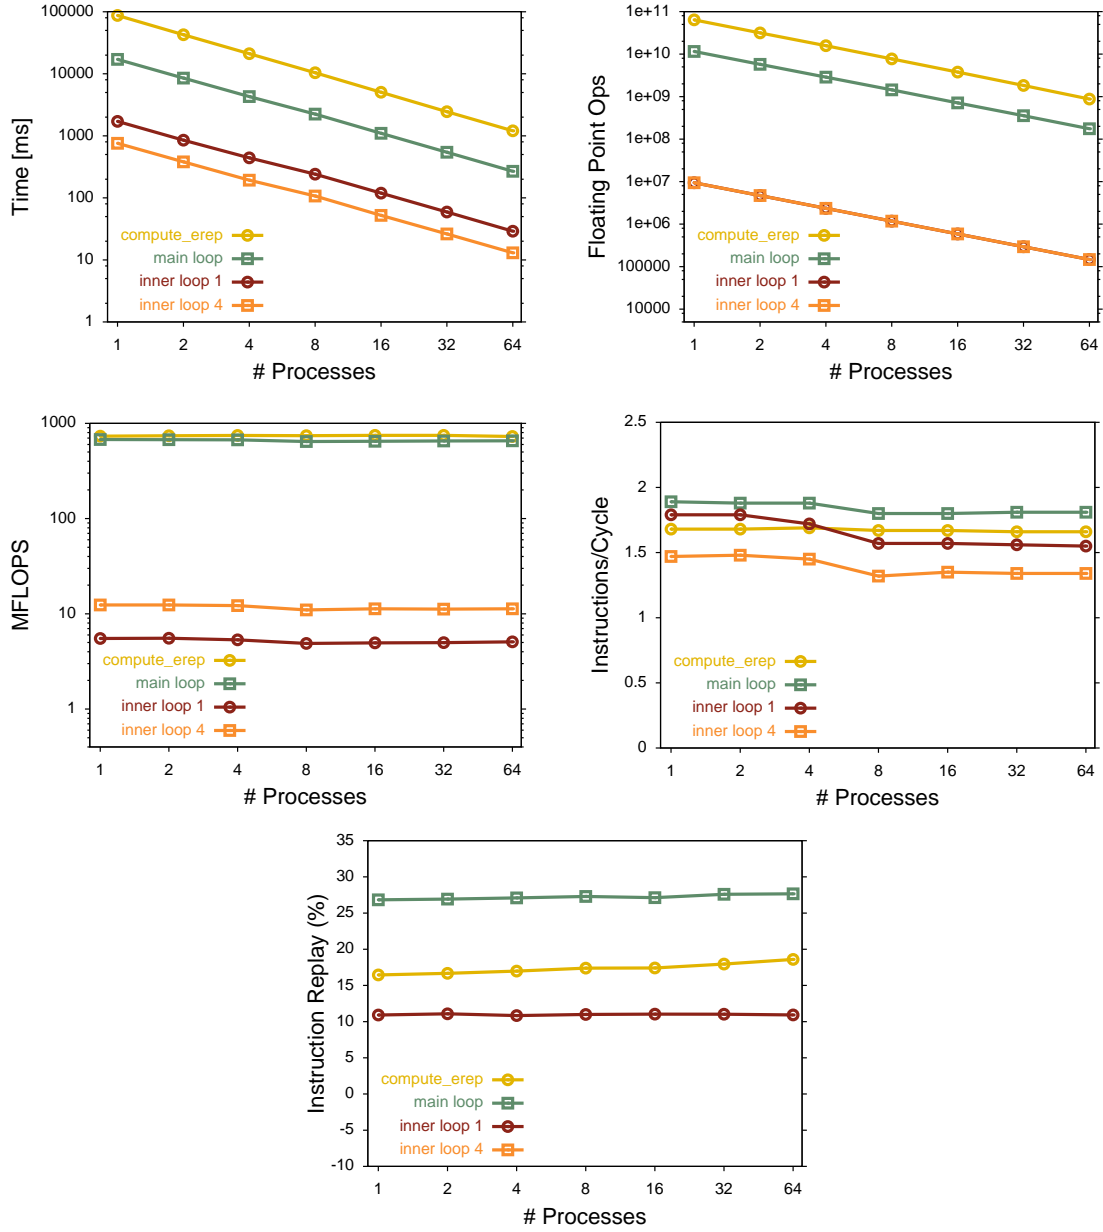 100000
10000
1000
100
10
1
Time [ms]
compute_erep
main loop
inner loop 1
inner loop 4
1 2 4 8 16 32 64
# Processes
1e+11
1e+10
1e+09
1e+08
1e+07
1e+06
100000
10000
Floating Point Ops
compute_erep
main loop
inner loop 1
inner loop 4
1 2 4 8 16 32 64
# Processes
1000
100
10
1
MFLOPS
compute_erep
main loop
inner loop 1
inner loop 4
1 2 4 8 16 32 64
# Processes
2.5
2
1.5
1
0.5
0
Instructions/Cycle
compute_erep
main loop
inner loop 1
inner loop 4
1 2 4 8 16 32 64
# Processes
35
30
25
20
15
10
5
0
-5
-10
Instruction Replay (%)
compute_erep
main loop
inner loop 1
inner loop 4
1 2 4 8 16 32 64
# Processes